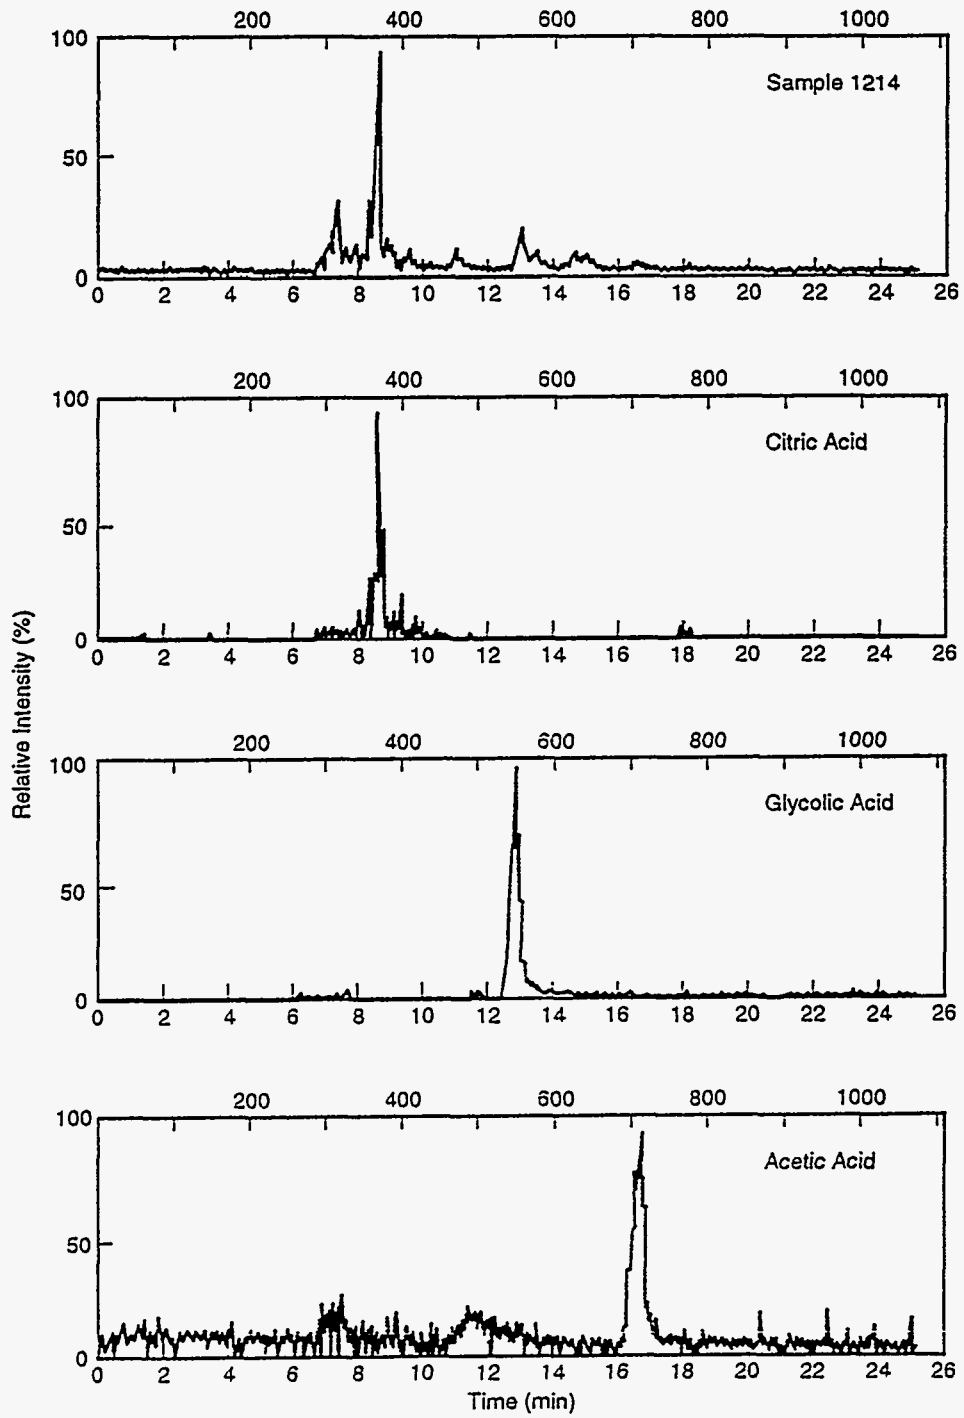 200 400 600 800 1000
100
Sample 1214
50
0
0 2 4 6 8 10 12 14 16 18 20 22 24 26
200 400 600 800 1000
100
Citric Acid
50
0
0 2 4 6 8 10 12 14 16 18 20 22 24 26
Relative Intensity (%)
200 400 600 800 1000
100
Glycolic Acid
50
0
0 2 4 6 8 10 12 14 16 18 20 22 24 26
200 400 600 800 1000
100
Acetic Acid
50
0
0 2 4 6 8 10 12 14 16 18 20 22 24 26
Time (min)